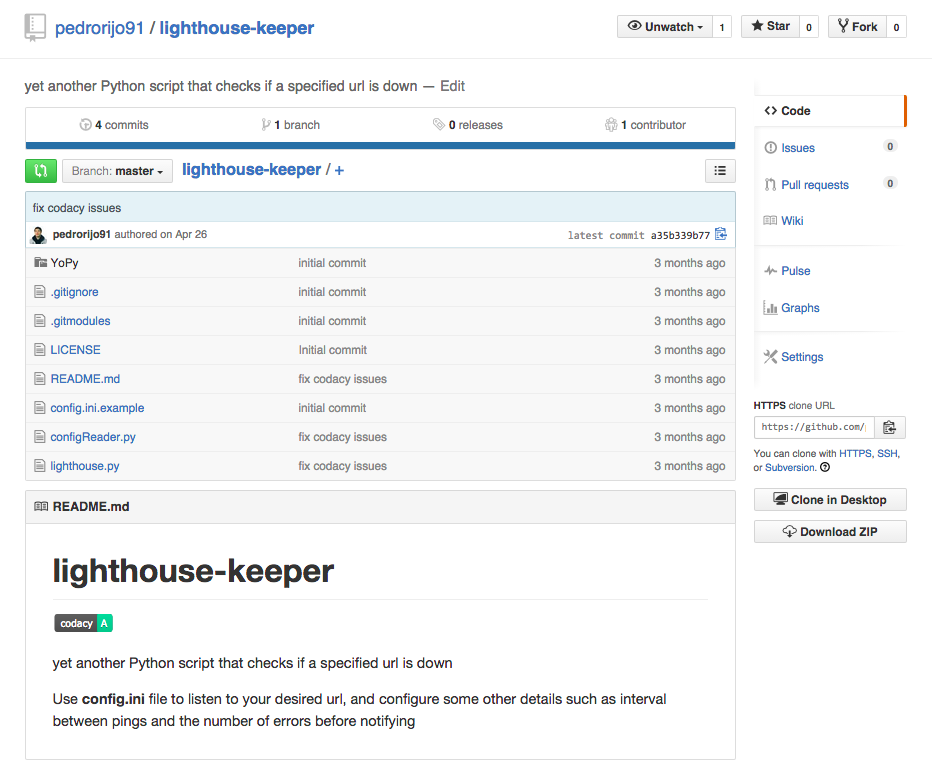 pedrorijo91 / lighthouse-keeper
Unwatch 1 Star 0 Fork 0
yet another Python script that checks if a specified url is down — Edit
4 commits 1 branch 0 releases 1 contributor
Branch: master lighthouse-keeper / +
fix codacy issues
pedrorijo91 authored on Apr 26 latest commit a35b339b77
YoPy initial commit 3 months ago
.gitignore initial commit 3 months ago
.gitmodules initial commit 3 months ago
LICENSE Initial commit 3 months ago
README.md fix codacy issues 3 months ago
config.ini.example initial commit 3 months ago
configReader.py fix codacy issues 3 months ago
lighthouse.py fix codacy issues 3 months ago
README.md
lighthouse-keeper
codacy A
yet another Python script that checks if a specified url is down
Use config.ini file to listen to your desired url, and configure some other details such as interval
between pings and the number of errors before notifying
Code
Issues 0
Pull requests 0
Wiki
Pulse
Graphs
Settings
HTTPS clone URL
https://github.com/
You can clone with HTTPS, SSH,
or Subversion.
Clone in Desktop
Download ZIP